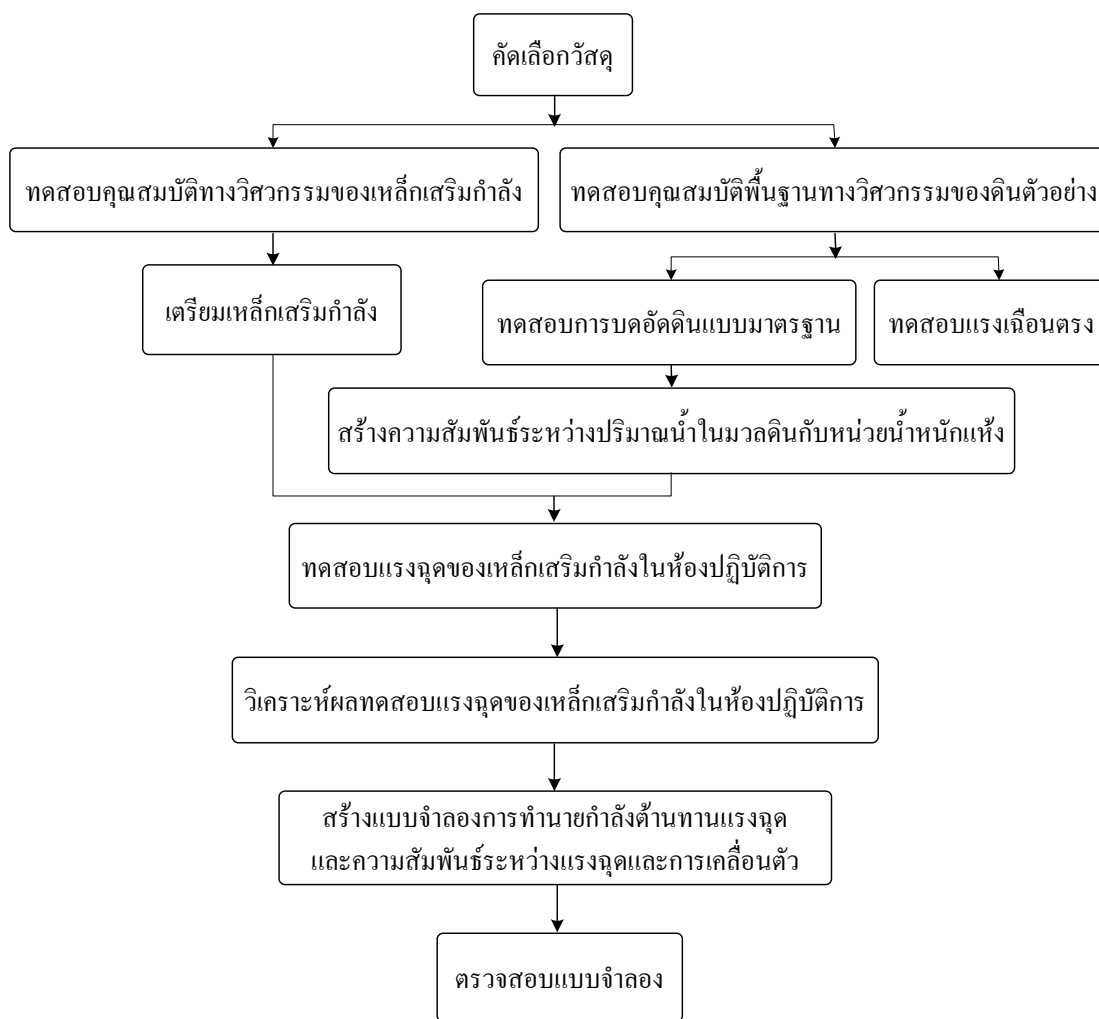 คัดเลือกวัสดุ
ทดสอบคุณสมบัติทางวิศวกรรมของเหล็กเสริมกำลัง
ทดสอบคุณสมบัติพื้นฐานทางวิศวกรรมของดินตัวอย่าง
เตรียมเหล็กเสริมกำลัง
ทดสอบการบดอัดดินแบบมาตรฐาน
ทดสอบแรงเฉือนตรง
สร้างความสัมพันธ์ระหว่างปริมาณน้ำในมวลดินกับหน่วยน้ำหนักแห้ง
ทดสอบแรงฉุดของเหล็กเสริมกำลังในห้องปฏิบัติการ
วิเคราะห์ผลทดสอบแรงฉุดของเหล็กเสริมกำลังในห้องปฏิบัติการ
สร้างแบบจำลองการทำนายกำลังต้านทานแรงฉุด
และความสัมพันธ์ระหว่างแรงฉุดและการเคลื่อนตัว
ตรวจสอบแบบจำลอง